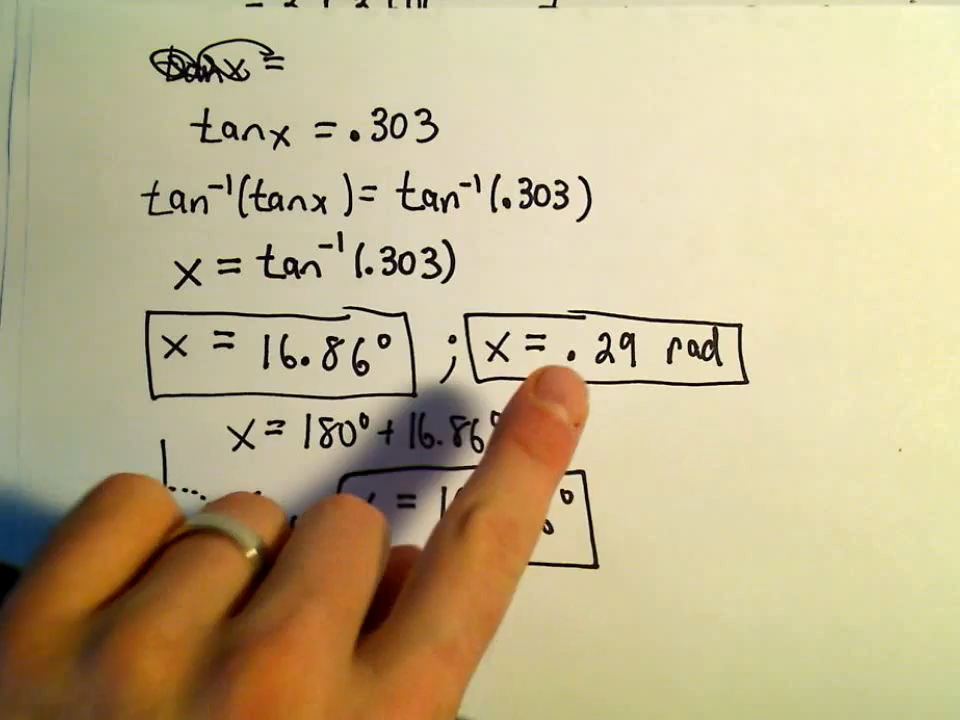 tanx =
tanx = .303
tan⁻¹(tanx) = tan⁻¹(.303)
x = tan⁻¹(.303)
x = 16.86° ; x = .29 rad
x = 180° + 16.86°